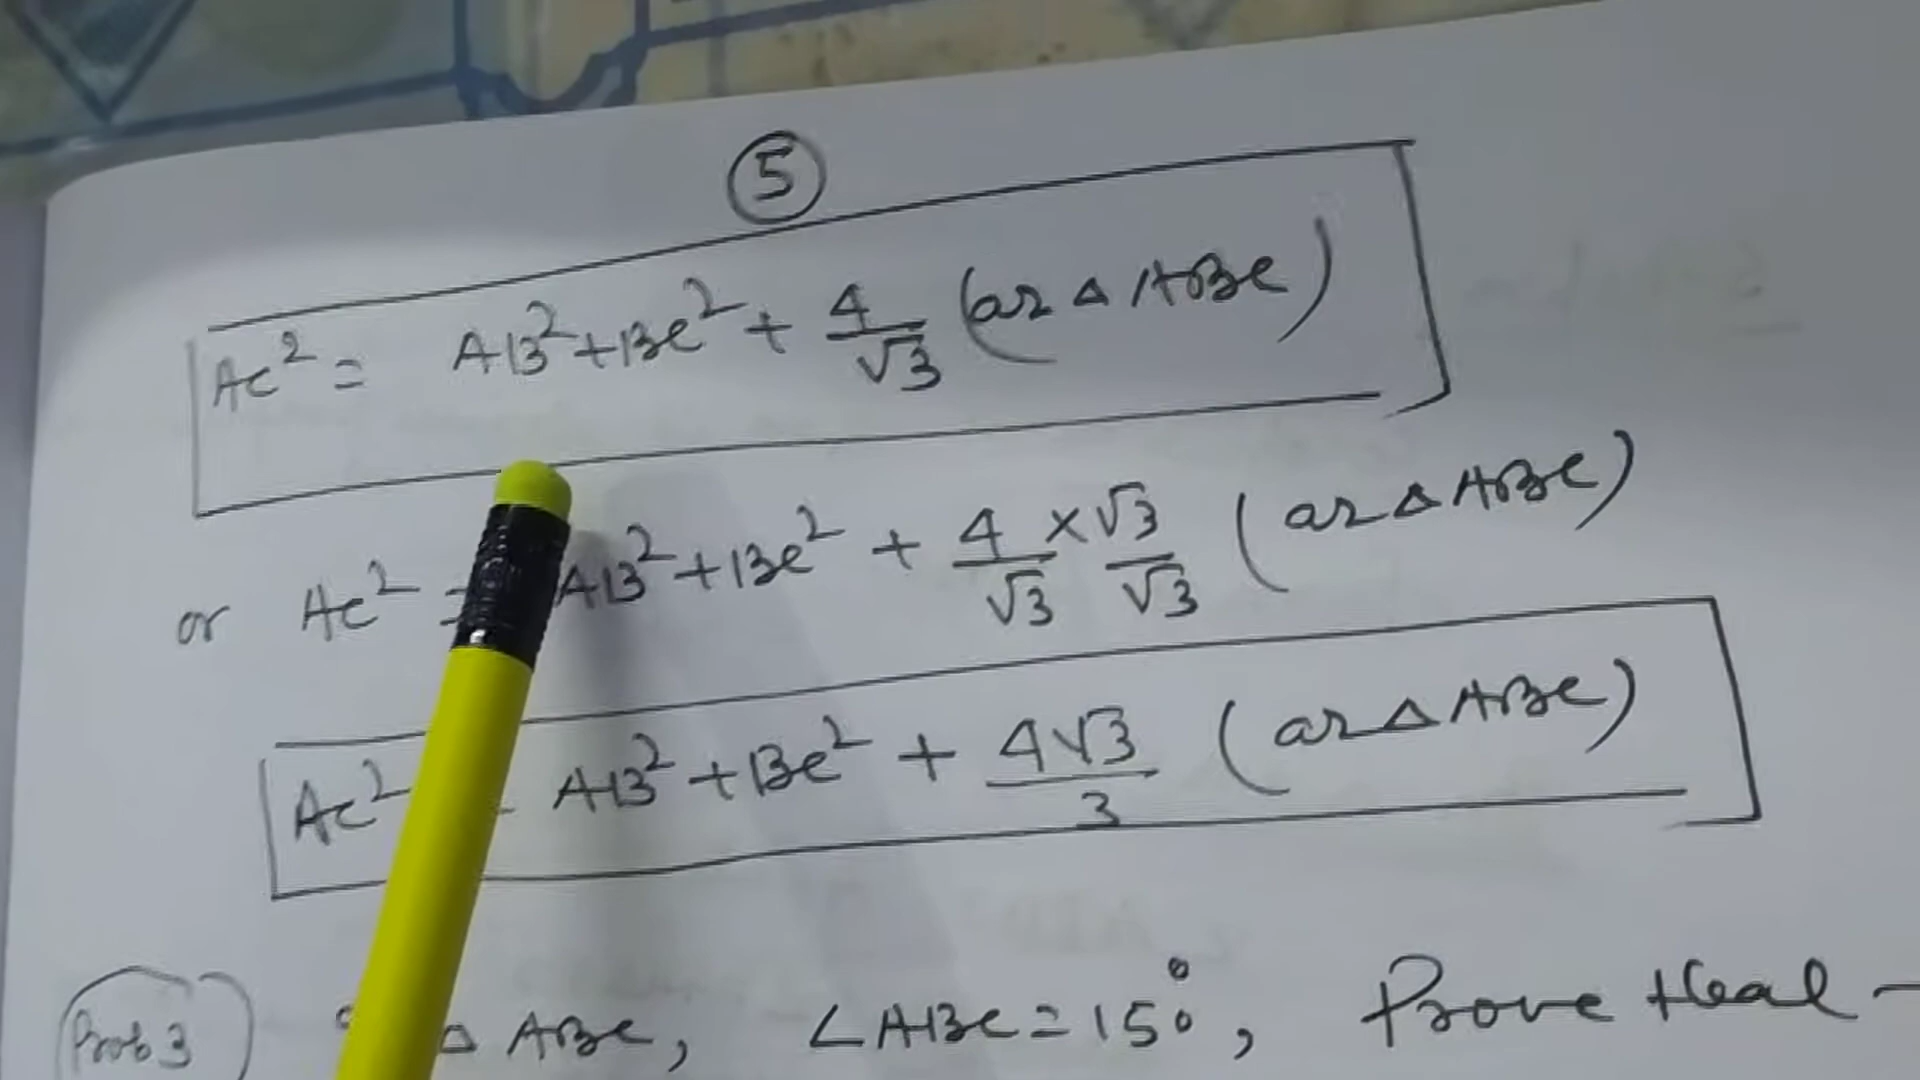 5
AC² = AB² + BC² + 4/√3 (ar △ ABC)
or AC² = AB² + BC² + 4/√3 × √3/√3 (ar △ ABC)
AC² = AB² + BC² + 4√3/3 (ar △ ABC)
Prob 3 △ ABC, ∠ABC = 150°, Prove that -